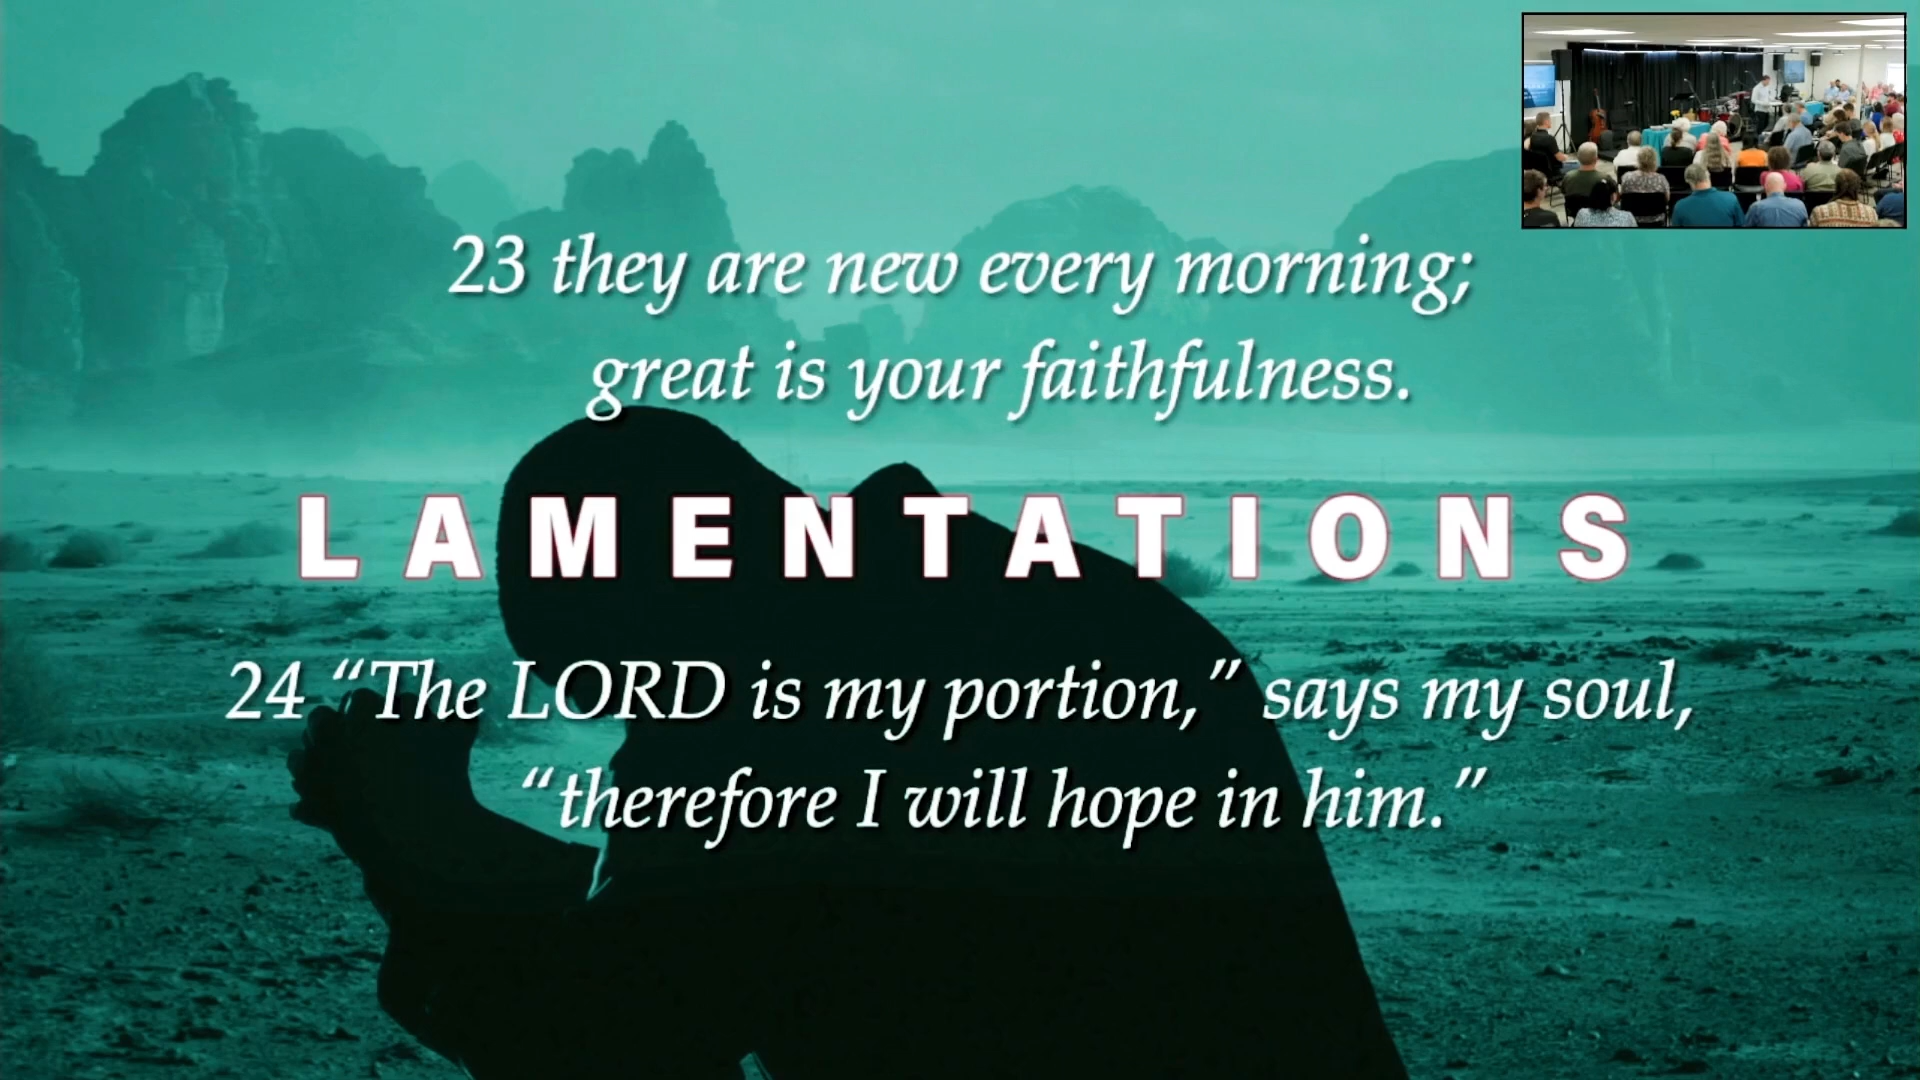 23 they are new every morning;
great is your faithfulness.
LAMENTATIONS
24 “The LORD is my portion,” says my soul,
“therefore I will hope in him.”